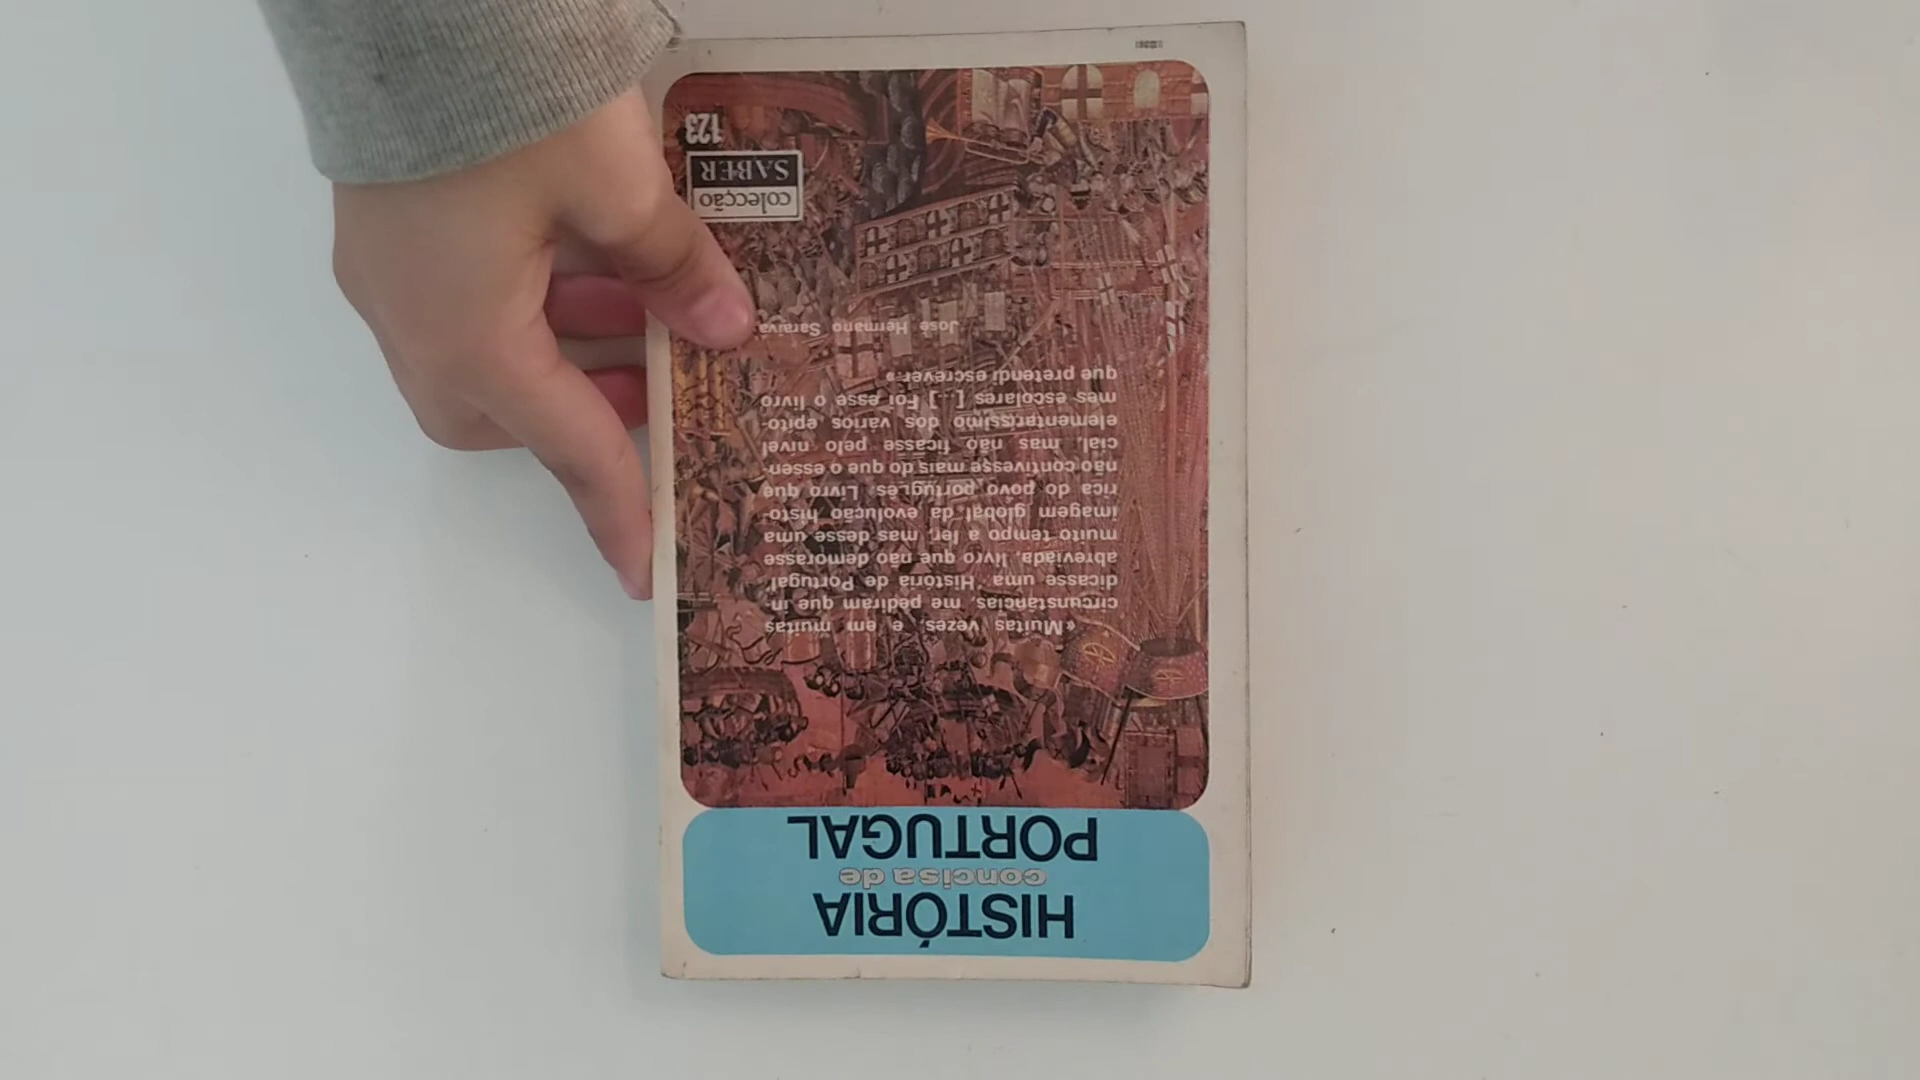 HISTÓRIA
concisa de
PORTUGAL
«Muitas vezes, e em muitas
circunstâncias, me pediram que in-
dicasse uma 'História de Portugal'
abreviada, livro que não demorasse
muito tempo a ler, mas desse uma
imagem global da evolução histó-
rica do povo português. Livro que
não contivesse mais do que o essen-
cial, mas não ficasse pelo nível
elementaríssimo dos vários epíto-
mes escolares [...] Foi esse o livro
que pretendi escrever.»
José Hermano Saraiva
colecção
SABER
123